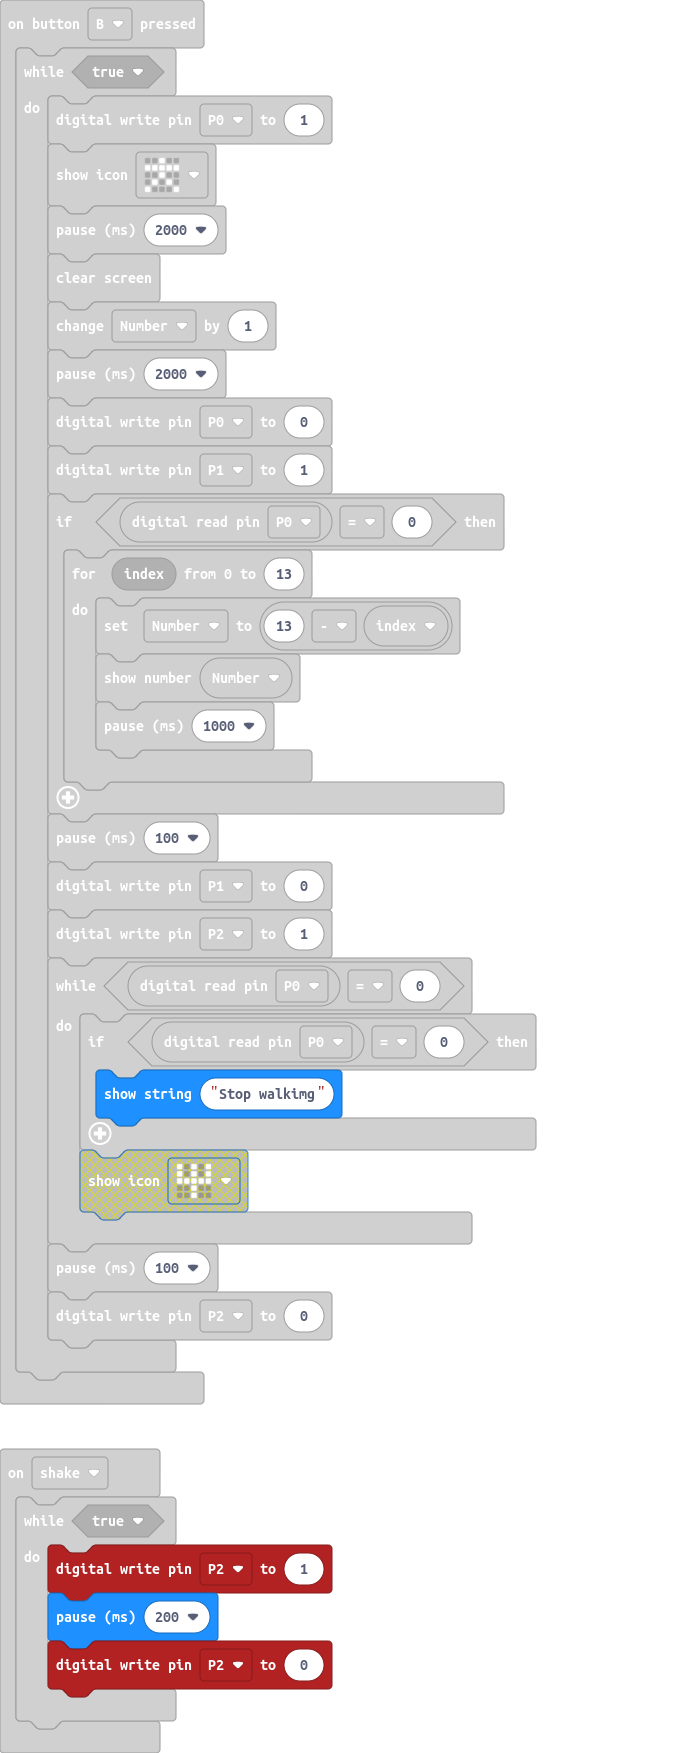 on button B pressed
while true
do
digital write pin P0 to 1
show icon
pause (ms) 2000
clear screen
change Number by 1
pause (ms) 2000
digital write pin P0 to 0
digital write pin P1 to 1
if digital read pin P0 = 0 then
for index from 0 to 13
do
set Number to 13 - index
show number Number
pause (ms) 1000
pause (ms) 100
digital write pin P1 to 0
digital write pin P2 to 1
while digital read pin P0 = 0
do
if digital read pin P0 = 0 then
show string "Stop walkimg"
show icon
pause (ms) 100
digital write pin P2 to 0
on shake
while true
do
digital write pin P2 to 1
pause (ms) 200
digital write pin P2 to 0